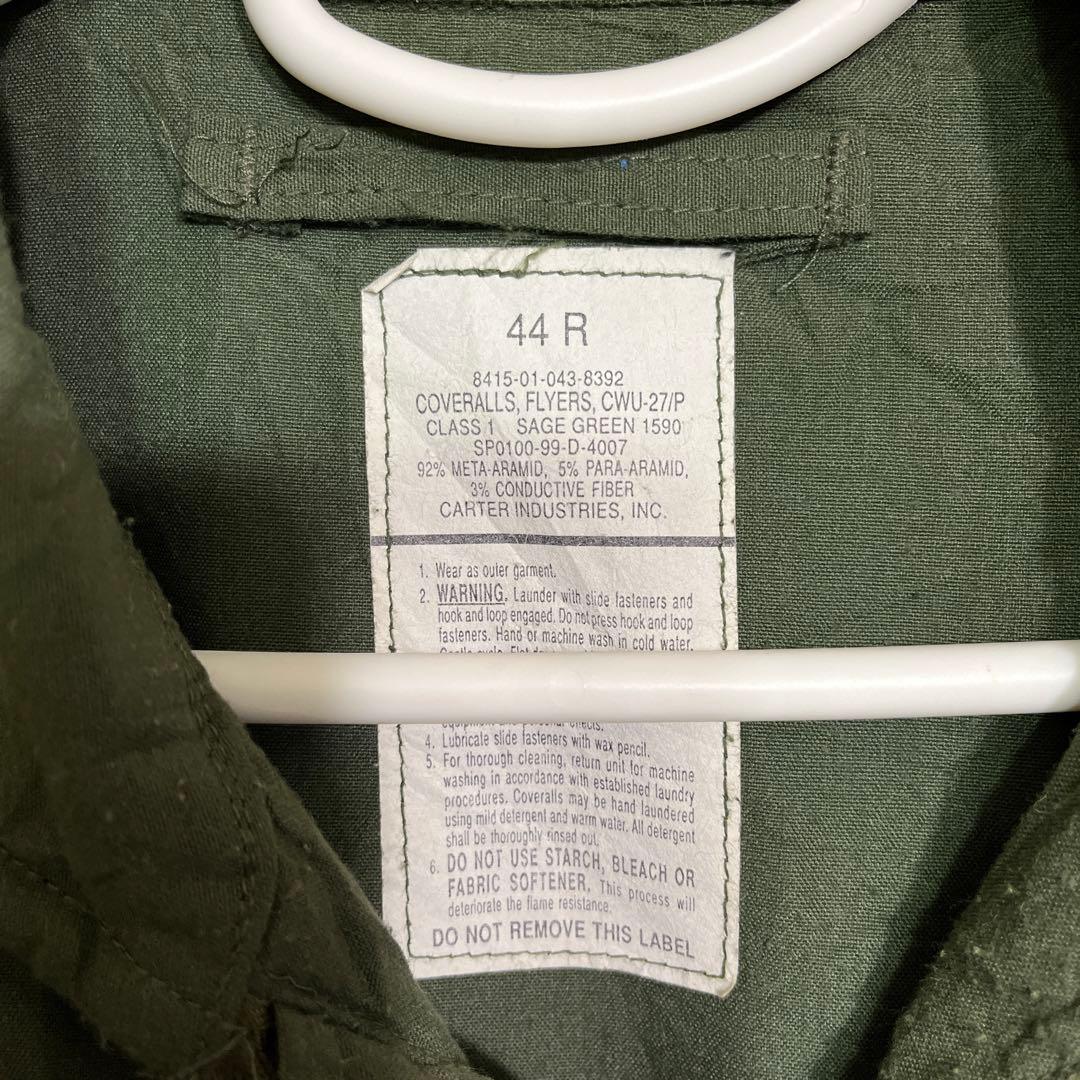 44 R
8415-01-043-8392
COVERALLS, FLYERS, CWU-27/P
CLASS 1 SAGE GREEN 1590
SP0100-99-D-4007
92% META-ARAMID, 5% PARA-ARAMID,
3% CONDUCTIVE FIBER
CARTER INDUSTRIES, INC.
1. Wear as outer garment.
2. WARNING. Launder with slide fasteners and
hook and loop engaged. Do not press hook and loop
fasteners. Hand or machine wash in cold water.
equipment and personal effects.
4. Lubricate slide fasteners with wax pencil.
5. For thorough cleaning, return unit for machine
washing in accordance with established laundry
procedures. Coveralls may be hand laundered
using mild detergent and warm water. All detergent
shall be thoroughly rinsed out.
6. DO NOT USE STARCH, BLEACH OR
FABRIC SOFTENER. This process will
deteriorate the flame resistance.
DO NOT REMOVE THIS LABEL